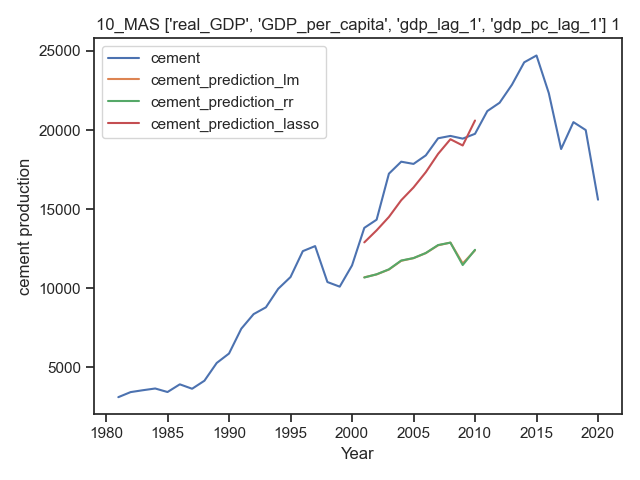 10_MAS ['real_GDP', 'GDP_per_capita', 'gdp_lag_1', 'gdp_pc_lag_1'] 1
cement
cement_prediction_lm
cement_prediction_rr
cement_prediction_lasso
cement production
25000
20000
15000
10000
5000
1980 1985 1990 1995 2000 2005 2010 2015 2020
Year